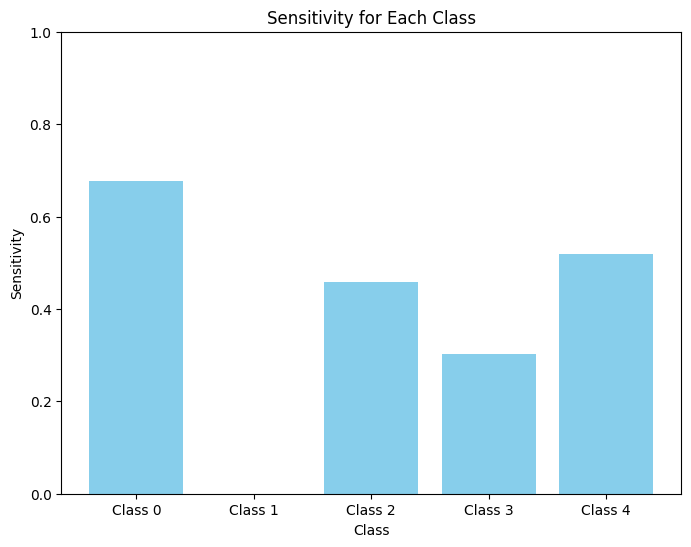 Sensitivity for Each Class
1.0
0.8
0.6
0.4
0.2
0.0
Sensitivity
Class 0
Class 1
Class 2
Class 3
Class 4
Class